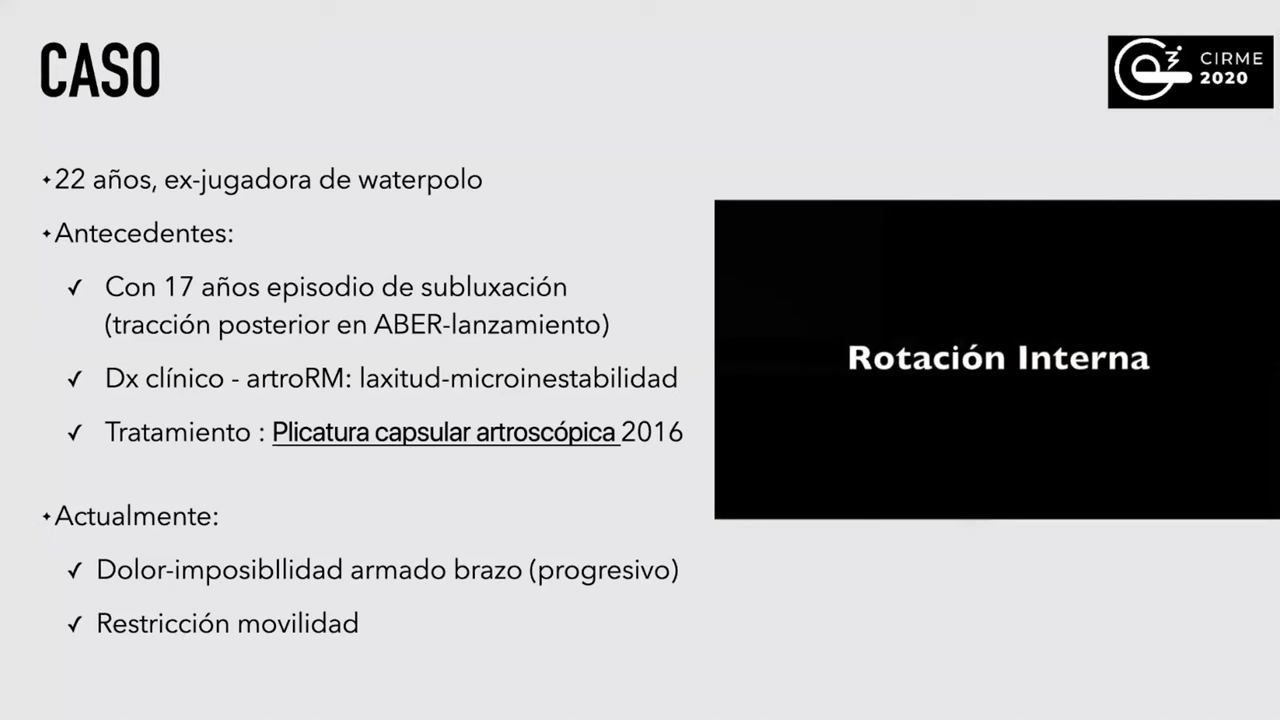 CASO
CIRME
2020
22 años, ex-jugadora de waterpolo
Antecedentes:
Con 17 años episodio de subluxación
(tracción posterior en ABER-lanzamiento)
Dx clínico - artroRM: laxitud-microinestabilidad
Tratamiento : Plicatura capsular artroscópica 2016
Rotación Interna
Actualmente:
Dolor-imposibllidad armado brazo (progresivo)
Restricción movilidad